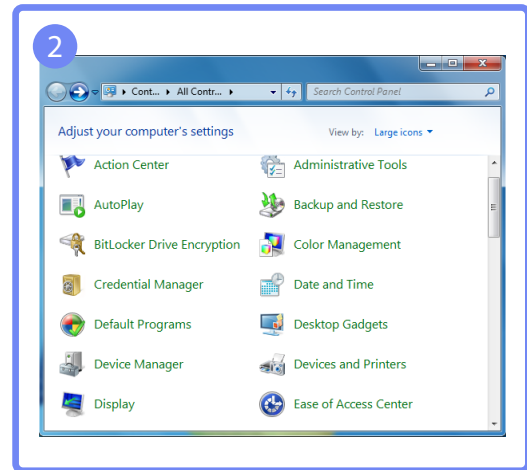 2
Cont... All Contr...
Search Control Panel
Adjust your computer's settings
View by: Large icons
Action Center
Administrative Tools
AutoPlay
Backup and Restore
BitLocker Drive Encryption
Color Management
Credential Manager
Date and Time
Default Programs
Desktop Gadgets
Device Manager
Devices and Printers
Display
Ease of Access Center